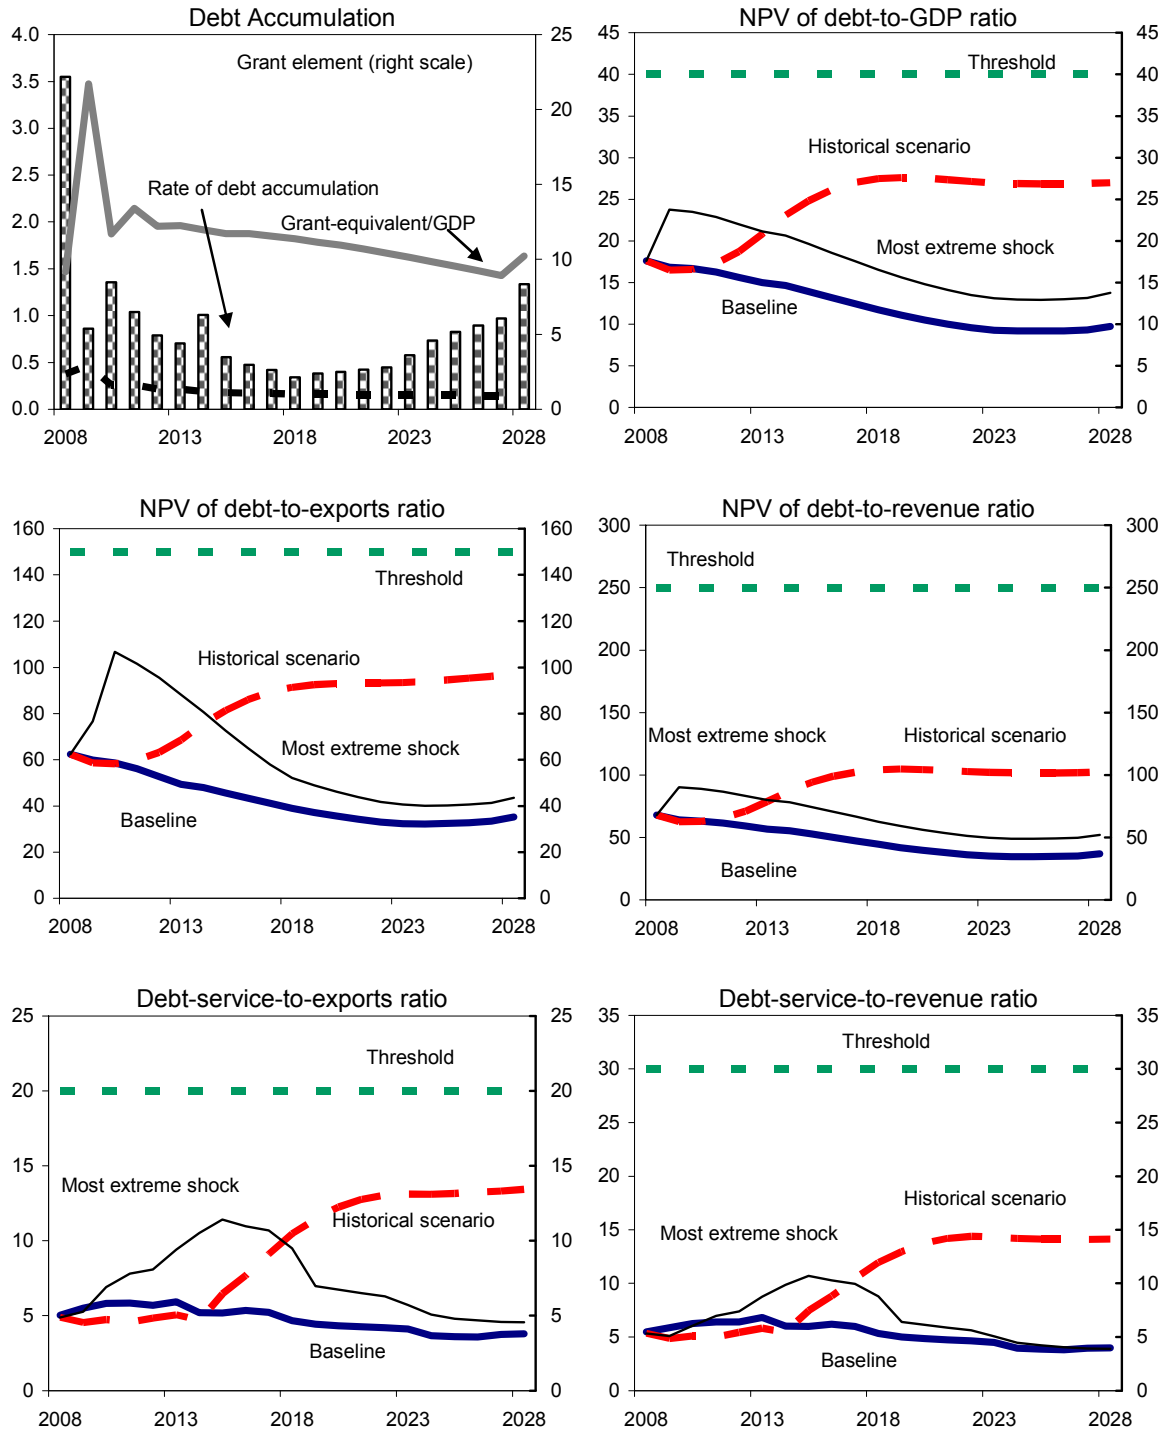 Debt Accumulation
4.0
3.5
3.0
2.5
2.0
1.5
1.0
0.5
0.0
25
20
15
10
5
0
Grant element (right scale)
Rate of debt accumulation
Grant-equivalent/GDP
2008 2013 2018 2023 2028
NPV of debt-to-GDP ratio
45
40
35
30
25
20
15
10
5
0
45
40
35
30
25
20
15
10
5
0
Threshold
Historical scenario
Most extreme shock
Baseline
2008 2013 2018 2023 2028
NPV of debt-to-exports ratio
160
140
120
100
80
60
40
20
0
160
140
120
100
80
60
40
20
0
Threshold
Historical scenario
Most extreme shock
Baseline
2008 2013 2018 2023 2028
NPV of debt-to-revenue ratio
300
250
200
150
100
50
0
300
250
200
150
100
50
0
Threshold
Most extreme shock
Historical scenario
Baseline
2008 2013 2018 2023 2028
Debt-service-to-exports ratio
25
20
15
10
5
0
25
20
15
10
5
0
Threshold
Most extreme shock
Historical scenario
Baseline
2008 2013 2018 2023 2028
Debt-service-to-revenue ratio
35
30
25
20
15
10
5
0
35
30
25
20
15
10
5
0
Threshold
Historical scenario
Most extreme shock
Baseline
2008 2013 2018 2023 2028